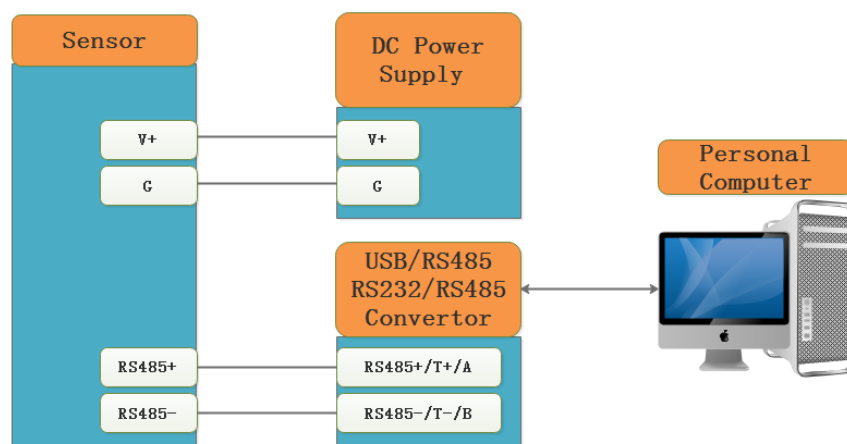 Sensor
V+
G
RS485+
RS485-
DC Power
Supply
V+
G
USB/RS485
RS232/RS485
Convertor
RS485+/T+/A
RS485-/T-/B
Personal
Computer